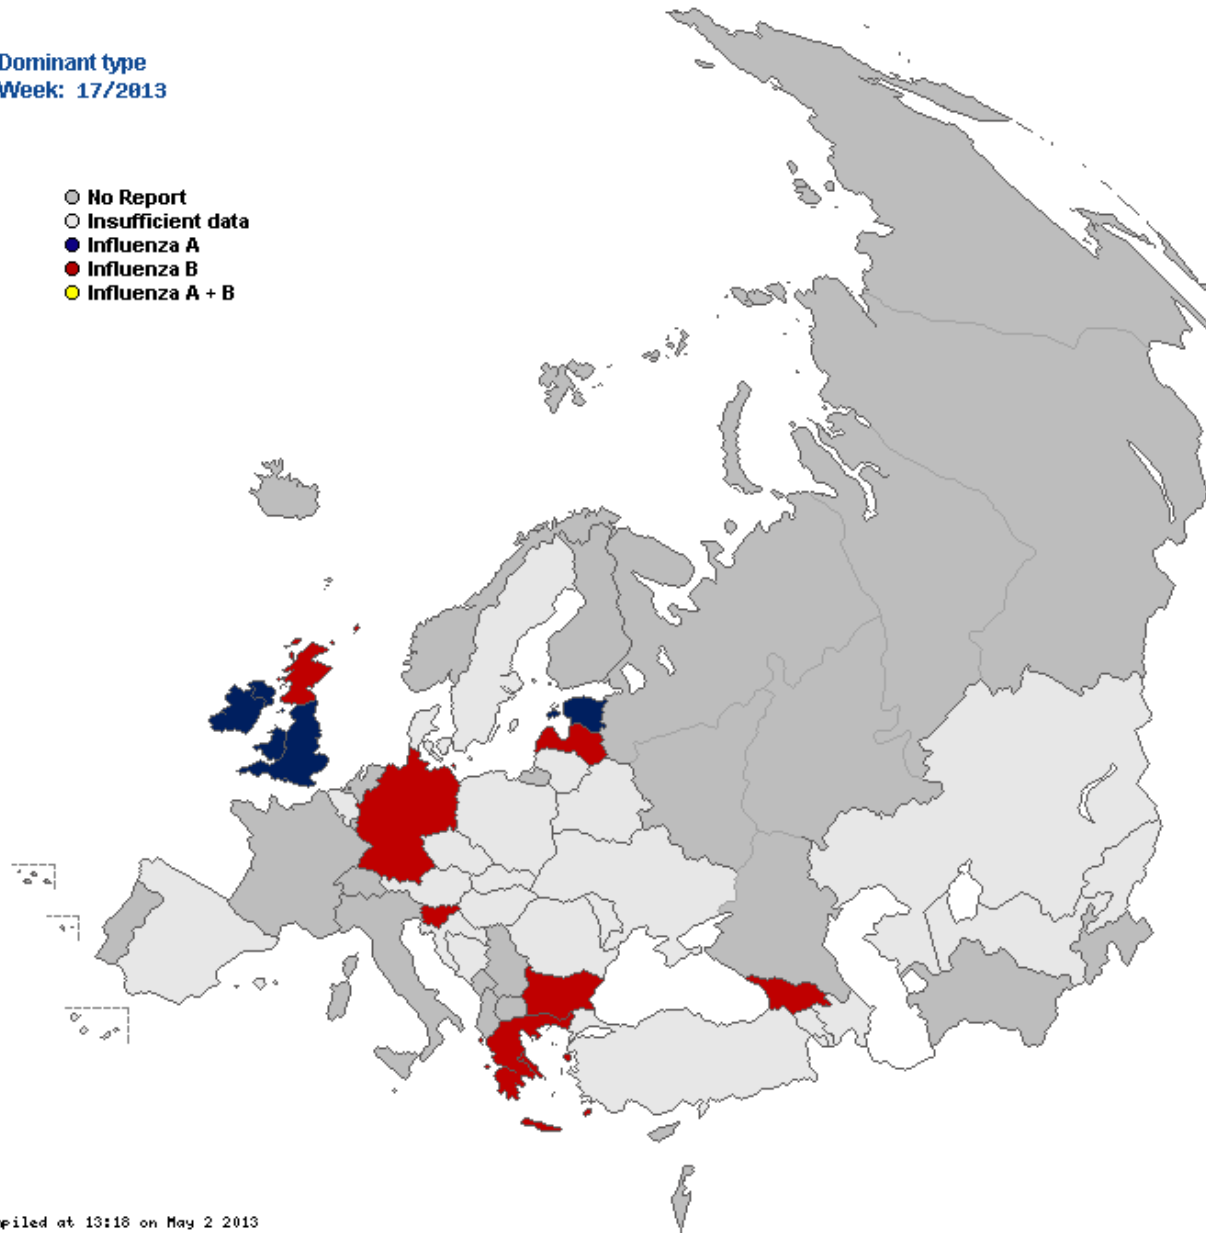 Dominant type
Week: 17/2013
No Report
Insufficient data
Influenza A
Influenza B
Influenza A + B
piled at 13:18 on May 2 2013